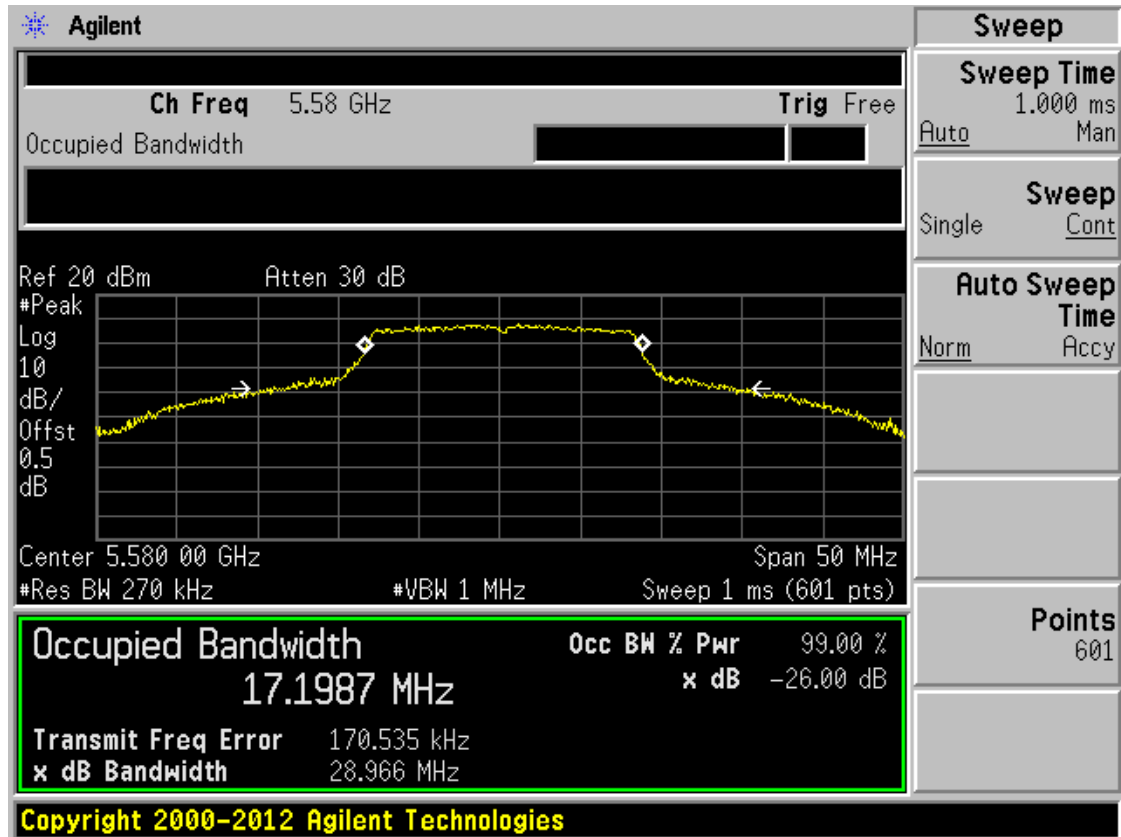 Agilent
Ch Freq 5.58 GHz Trig Free
Occupied Bandwidth
Ref 20 dBm Atten 30 dB
#Peak
Log
10
dB/
Offst
0.5
dB
Center 5.580 00 GHz Span 50 MHz
#Res BW 270 kHz #VBW 1 MHz Sweep 1 ms (601 pts)
Occupied Bandwidth
17.1987 MHz
Occ BW % Pwr 99.00 %
x dB -26.00 dB
Transmit Freq Error 170.535 kHz
x dB Bandwidth 28.966 MHz
Copyright 2000-2012 Agilent Technologies
Sweep
Sweep Time
1.000 ms
Auto Man
Sweep
Single Cont
Auto Sweep
Time
Norm Accy
Points
601